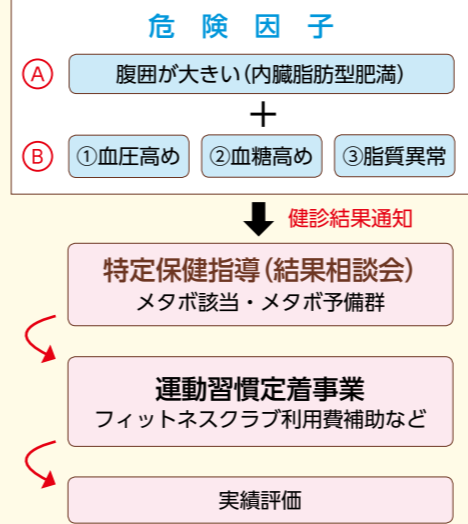 危険因子
Ⓐ 腹囲が大きい(内臓脂肪型肥満)
＋
Ⓑ ①血圧高め ②血糖高め ③脂質異常
健診結果通知
特定保健指導(結果相談会)
メタボ該当・メタボ予備群
運動習慣定着事業
フィットネスクラブ利用費補助など
実績評価